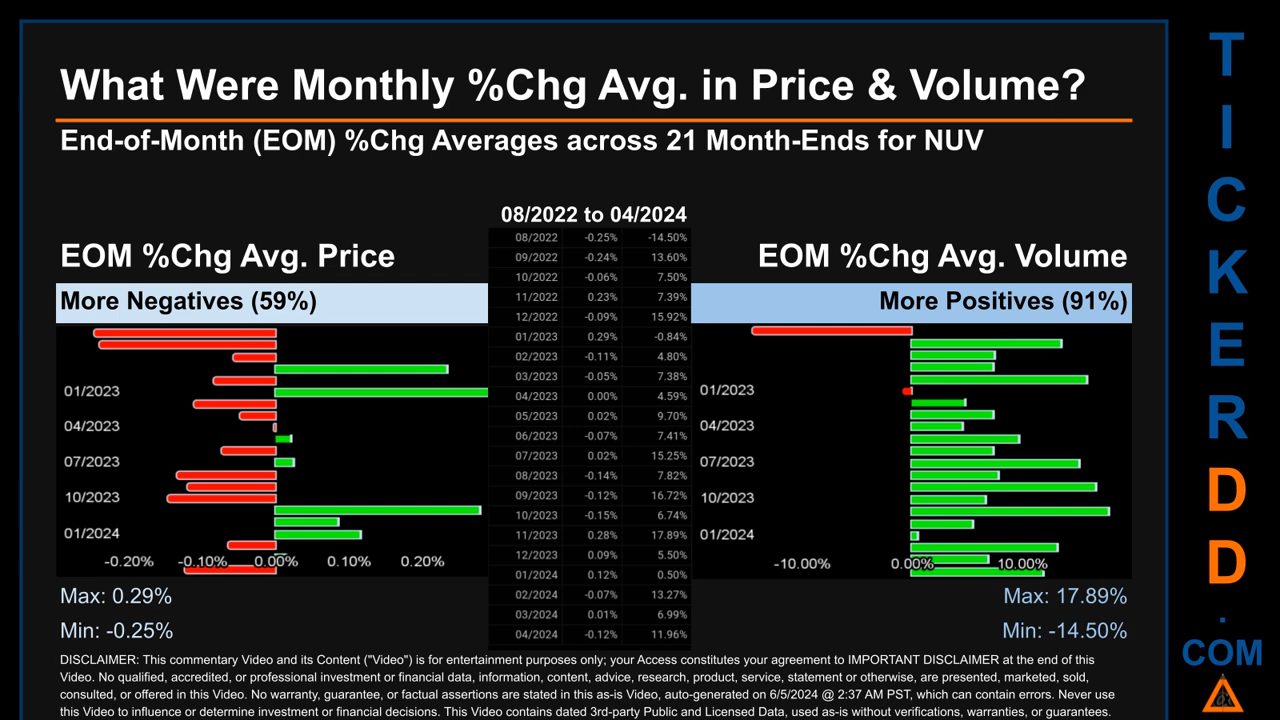 What Were Monthly %Chg Avg. in Price & Volume?
End-of-Month (EOM) %Chg Averages across 21 Month-Ends for NUV
08/2022 to 04/2024
EOM %Chg Avg. Price
More Negatives (59%)
01/2023
04/2023
07/2023
10/2023
01/2024
-0.20% -0.10% 0.00% 0.10% 0.20%
Max: 0.29%
Min: -0.25%
08/2022 -0.25% -14.50%
09/2022 -0.24% 13.60%
10/2022 -0.06% 7.50%
11/2022 0.23% 7.39%
12/2022 -0.09% 15.92%
01/2023 0.29% -0.84%
02/2023 -0.11% 4.80%
03/2023 -0.05% 7.38%
04/2023 0.00% 4.59%
05/2023 0.02% 9.70%
06/2023 -0.07% 7.41%
07/2023 0.02% 15.25%
08/2023 -0.14% 7.82%
09/2023 -0.12% 16.72%
10/2023 -0.15% 6.74%
11/2023 0.28% 17.89%
12/2023 0.09% 5.50%
01/2024 0.12% 0.50%
02/2024 -0.07% 13.27%
03/2024 0.01% 6.99%
04/2024 -0.12% 11.96%
EOM %Chg Avg. Volume
More Positives (91%)
01/2023
04/2023
07/2023
10/2023
01/2024
-10.00% 0.00% 10.00%
Max: 17.89%
Min: -14.50%
DISCLAIMER: This commentary Video and its Content ("Video") is for entertainment purposes only; your Access constitutes your agreement to IMPORTANT DISCLAIMER at the end of this
Video. No qualified, accredited, or professional investment or financial data, information, content, advice, research, product, service, statement or otherwise, are presented, marketed, sold,
consulted, or offered in this Video. No warranty, guarantee, or factual assertions are stated in this as-is Video, auto-generated on 6/5/2024 @ 2:37 AM PST, which can contain errors. Never use
this Video to influence or determine investment or financial decisions. This Video contains dated 3rd-party Public and Licensed Data, used as-is without verifications, warranties, or guarantees.
T
I
C
K
E
R
D
D
.
COM